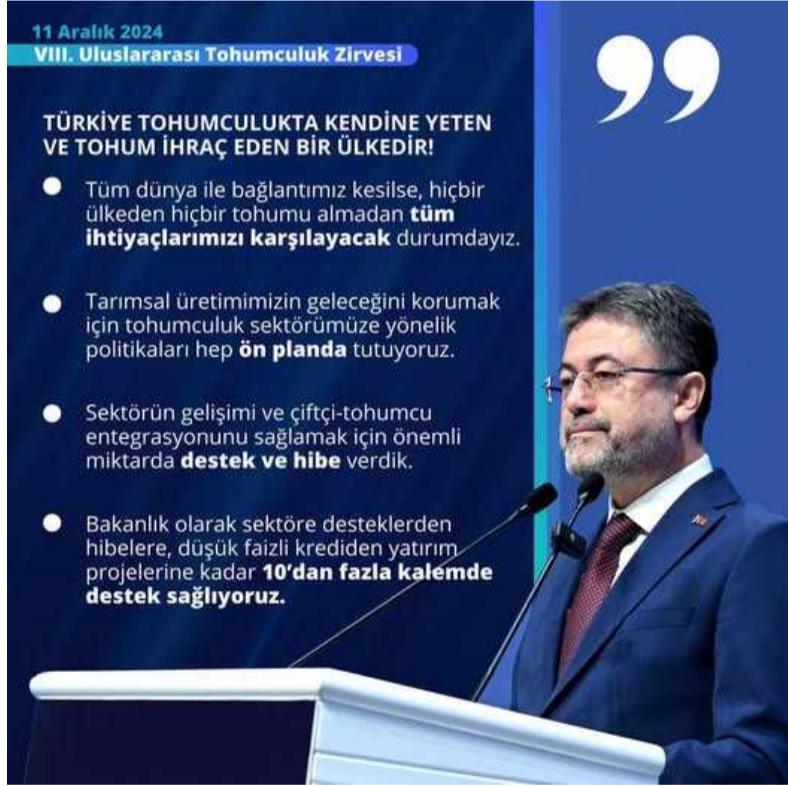 11 Aralık 2024
VIII. Uluslararası Tohumculuk Zirvesi
TÜRKİYE TOHUMCULUKTA KENDİNE YETEN
VE TOHUM İHRAÇ EDEN BİR ÜLKEDİR!
Tüm dünya ile bağlantımız kesilse, hiçbir
ülkeden hiçbir tohumu almadan tüm
ihtiyaçlarımızı karşılayacak durumdayız.
Tarımsal üretimimizin geleceğini korumak
için tohumculuk sektörümüze yönelik
politikaları hep ön planda tutuyoruz.
Sektörün gelişimi ve çiftçi-tohumcu
entegrasyonunu sağlamak için önemli
miktarda destek ve hibe verdik.
Bakanlık olarak sektöre desteklerden
hibelere, düşük faizli krediden yatırım
projelerine kadar 10’dan fazla kalemde
destek sağlıyoruz.